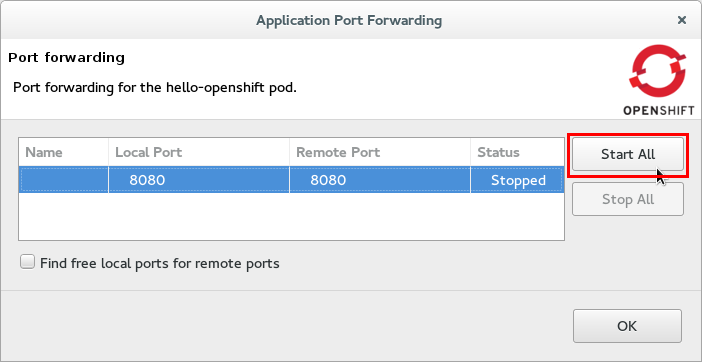 Application Port Forwarding
Port forwarding
Port forwarding for the hello-openshift pod.
OPENSHIFT
Name Local Port Remote Port Status
8080 8080 Stopped
Start All
Stop All
Find free local ports for remote ports
OK